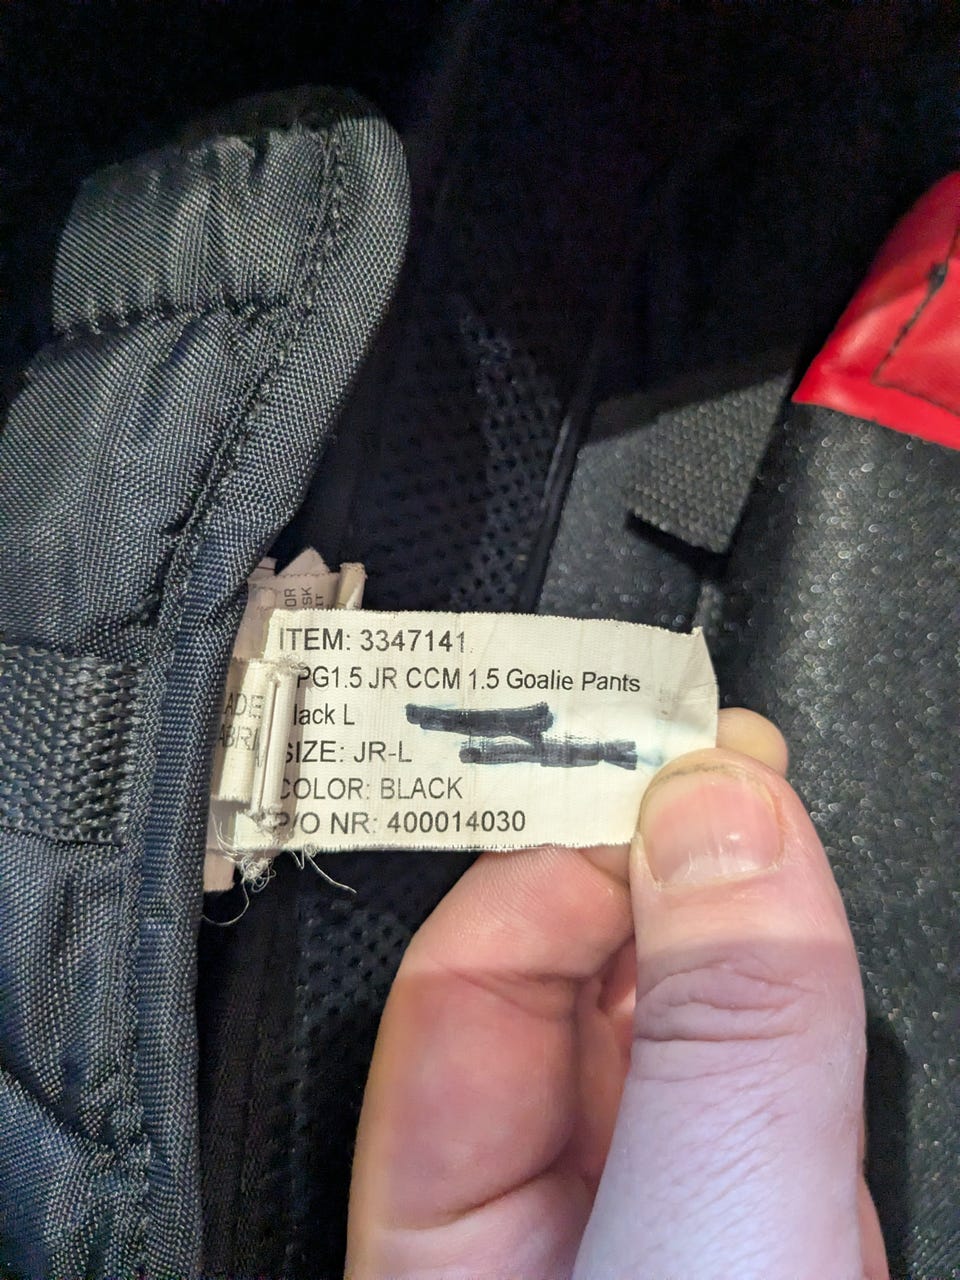 ITEM: 3347141
PG1.5 JR CCM 1.5 Goalie Pants
lack L
SIZE: JR-L
COLOR: BLACK
P/O NR: 400014030